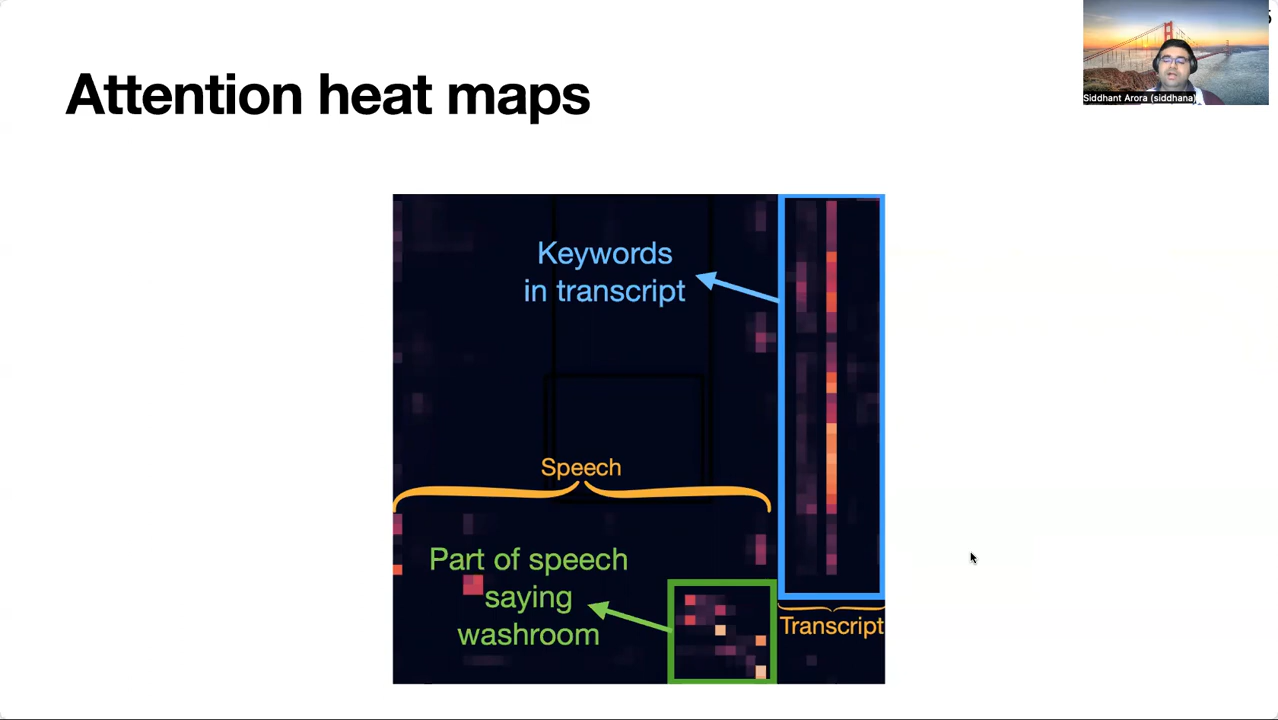 Attention heat maps
Siddhant Arora (siddhana)
Keywords
in transcript
Speech
Part of speech
saying
washroom
Transcript